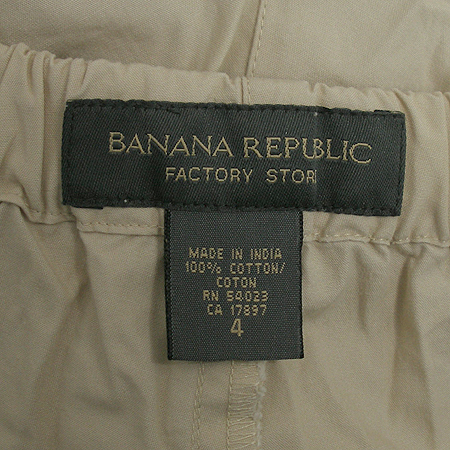 BANANA REPUBLIC
FACTORY STOR
MADE IN INDIA
100% COTTON/
COTON
RN 54023
CA 17897
4